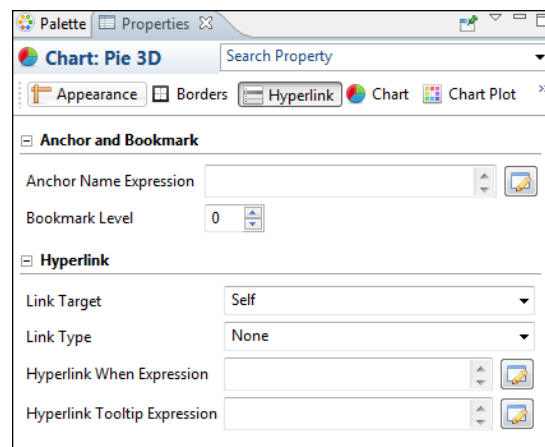 Palette Properties
Chart: Pie 3D Search Property
Appearance Borders Hyperlink Chart Chart Plot »
Anchor and Bookmark
Anchor Name Expression
Bookmark Level 0
Hyperlink
Link Target Self
Link Type None
Hyperlink When Expression
Hyperlink Tooltip Expression